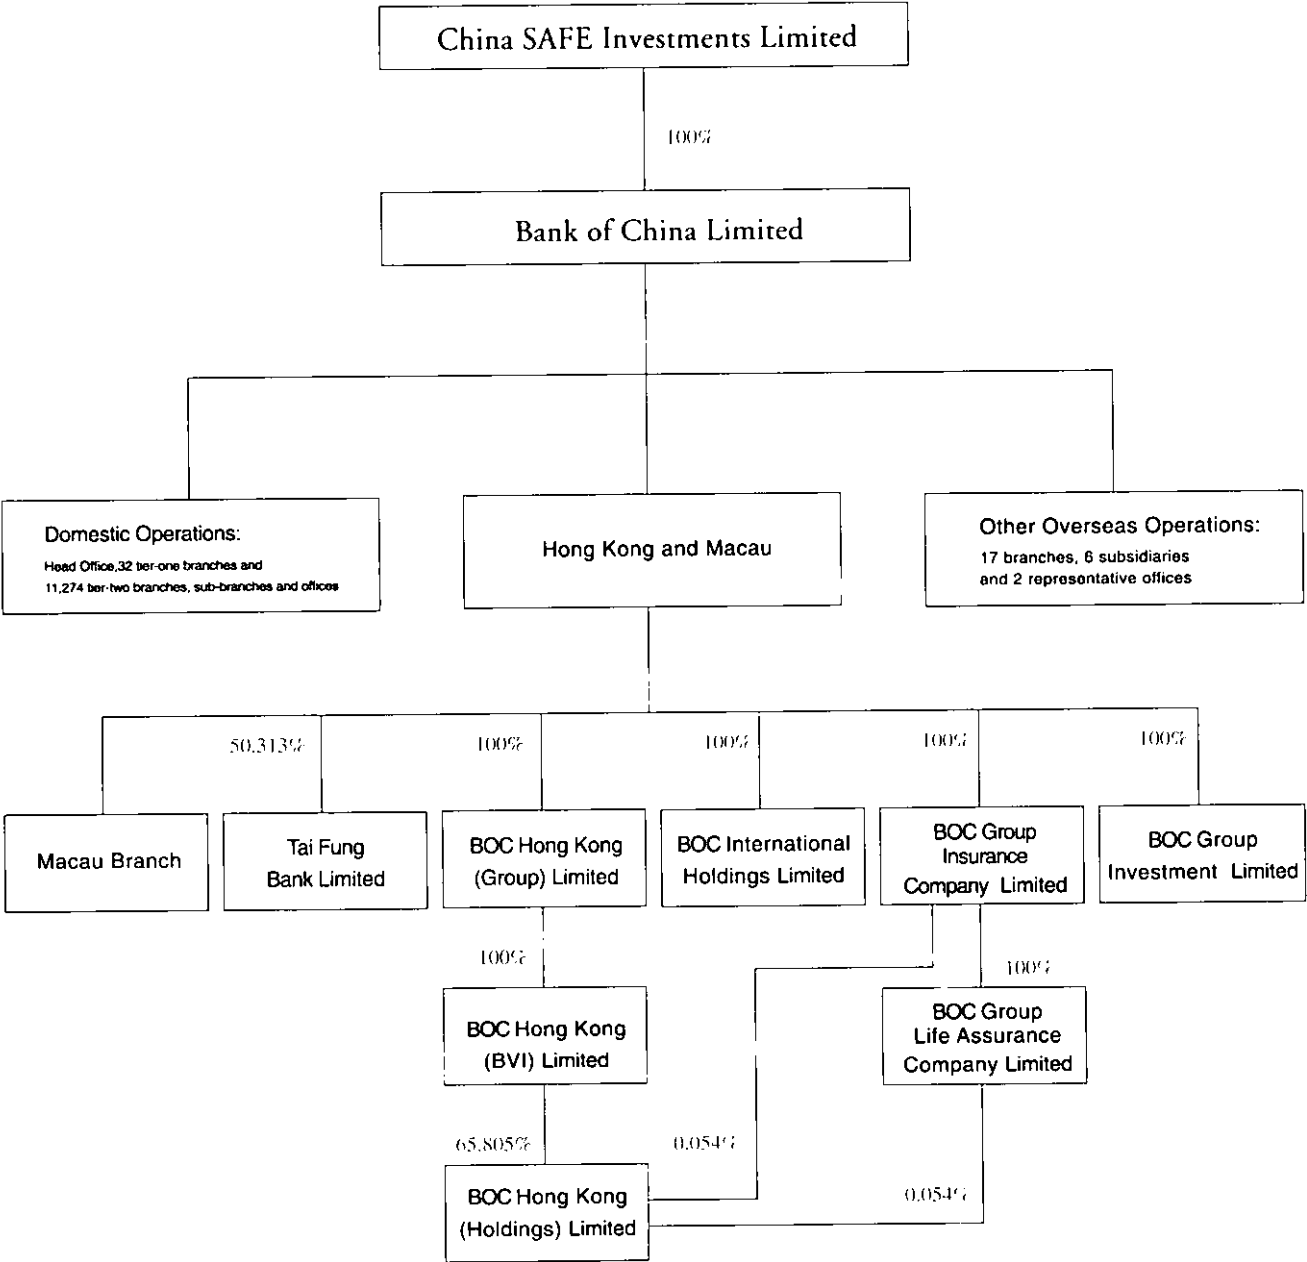 China SAFE Investments Limited
100%
Bank of China Limited
Domestic Operations:
Head Office,32 tier-one branches and
11,274 tier-two branches, sub-branches and offices
Hong Kong and Macau
Other Overseas Operations:
17 branches, 6 subsidiaries
and 2 representative offices
50.313%
100%
100%
100%
100%
Macau Branch
Tai Fung
Bank Limited
BOC Hong Kong
(Group) Limited
BOC International
Holdings Limited
BOC Group
Insurance
Company Limited
BOC Group
Investment Limited
100%
100%
BOC Hong Kong
(BVI) Limited
BOC Group
Life Assurance
Company Limited
65.805%
0.054%
0.054%
BOC Hong Kong
(Holdings) Limited